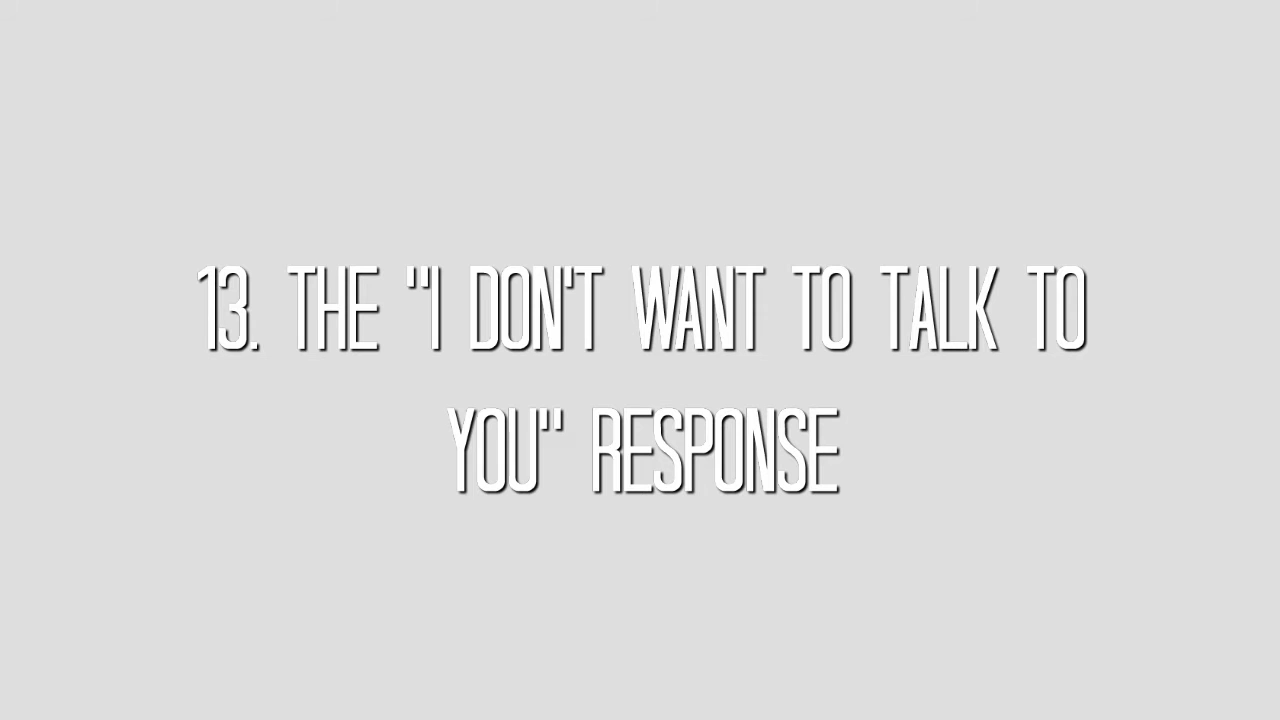 13. THE "I DON'T WANT TO TALK TO
YOU" RESPONSE